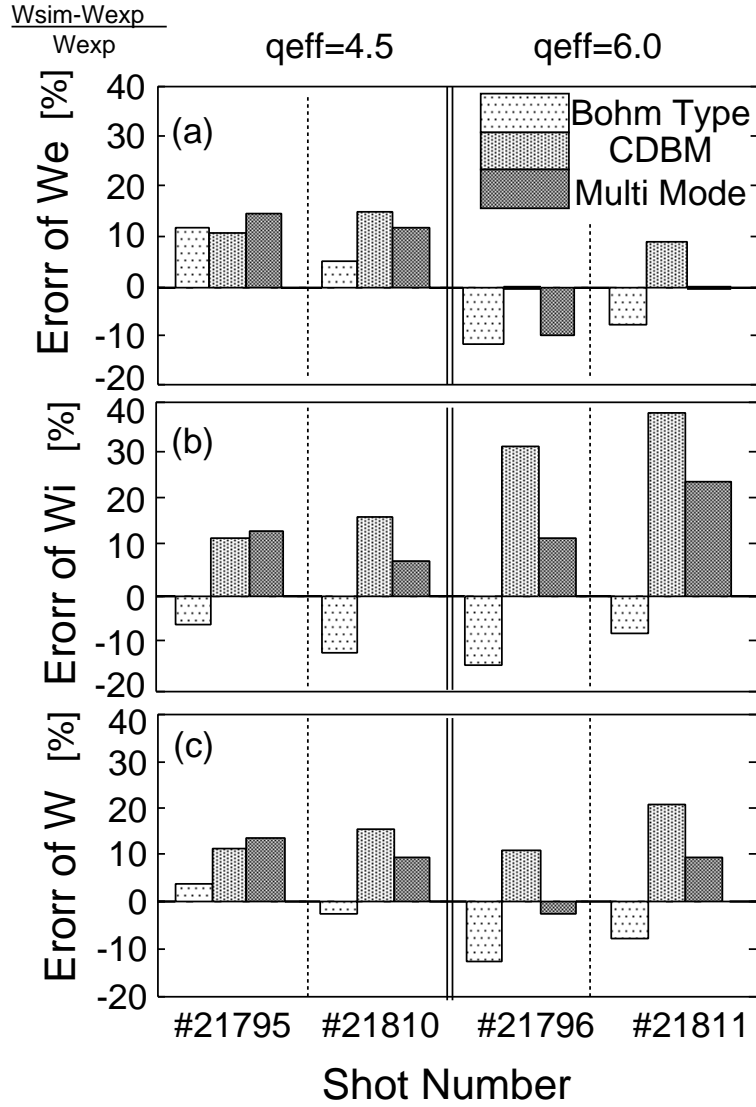 Wsim-Wexp
Wexp
qeff=4.5
qeff=6.0
Erorr of We [%]
40
30
20
10
0
-10
-20
(a)
Bohm Type
CDBM
Multi Mode
Erorr of Wi [%]
40
30
20
10
0
-10
-20
(b)
Erorr of W [%]
40
30
20
10
0
-10
-20
(c)
#21795
#21810
#21796
#21811
Shot Number